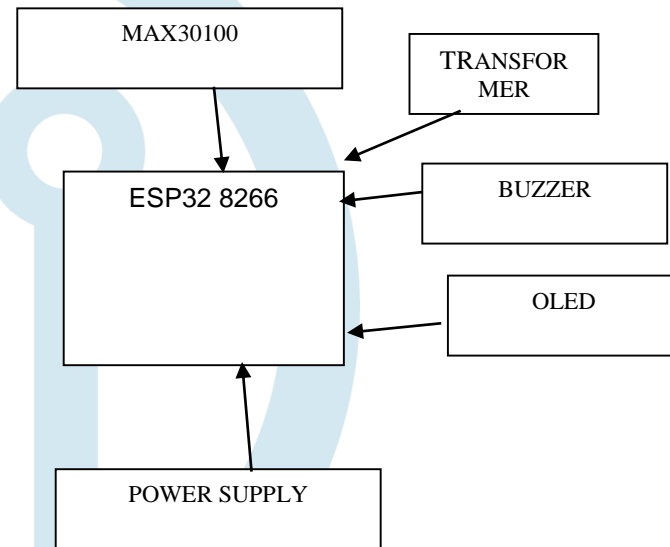 MAX30100
TRANSFOR
MER
ESP32 8266
BUZZER
OLED
POWER SUPPLY